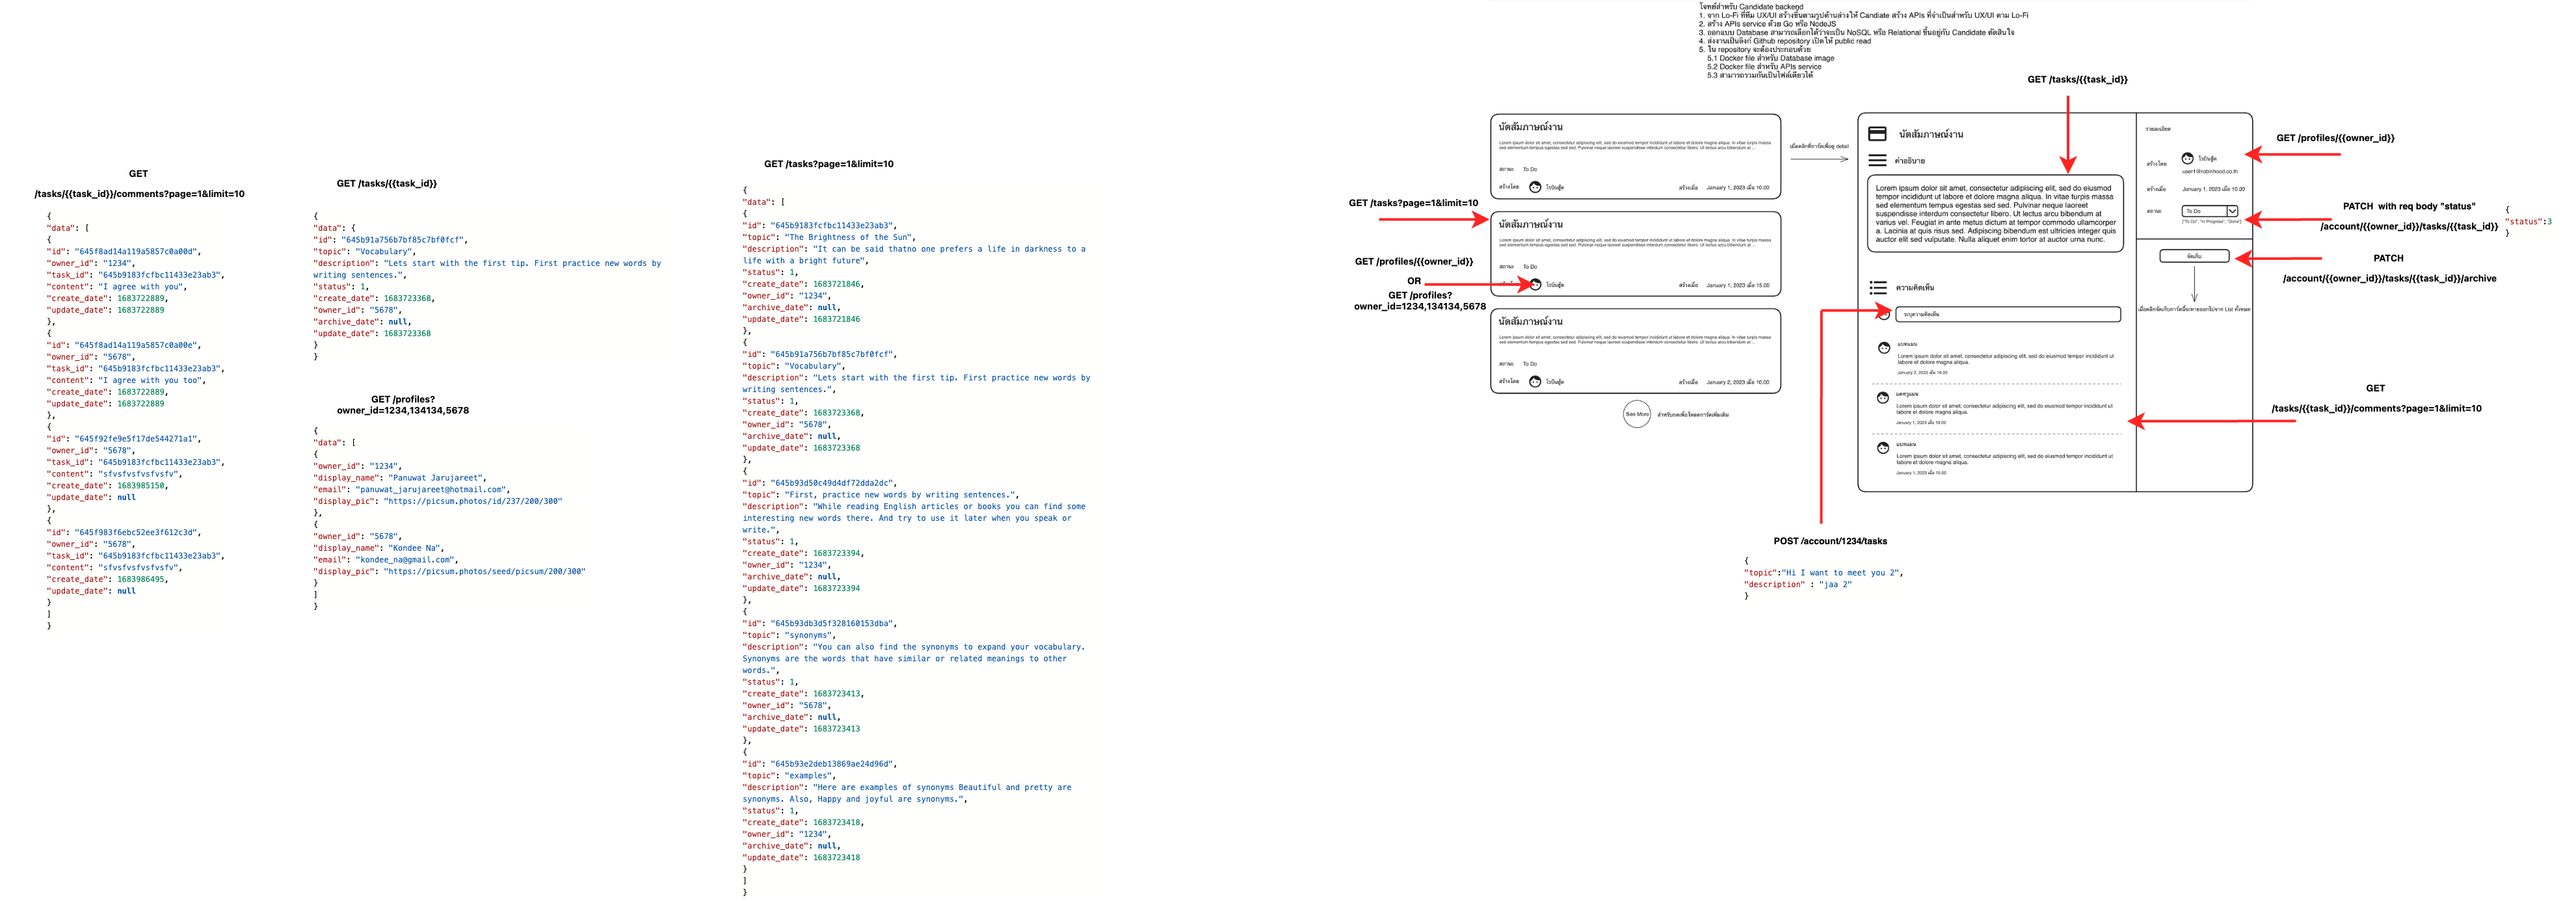 โจทย์สำหรับ Candidate backend
1. จาก Lo-Fi ที่ทีม UX/UI สร้างขึ้นตามรูปด้านล่างให้ Candiate สร้าง APIs ที่จำเป็นสำหรับ UX/UI ตาม Lo-Fi
2. สร้าง APIs service ด้วย Go หรือ NodeJS
3. ออกแบบ Database สามารถเลือกได้ว่าจะเป็น NoSQL หรือ Relational ขึ้นอยู่กับ Candidate ตัดสินใจ
4. ส่งงานเป็นลิงก์ Github repository เปิดให้ public read
5. ใน repository จะต้องประกอบด้วย
5.1 Docker file สำหรับ Database image
5.2 Docker file สำหรับ APIs service
5.3 สามารถรวมกันเป็นไฟล์เดียวได้
GET
/tasks/{{task_id}}/comments?page=1&limit=10
{
"data": [
{
"id": "645f8ad14a119a5857c0a00d",
"owner_id": "1234",
"task_id": "645b9183fcfbc11433e23ab3",
"content": "I agree with you",
"create_date": 1683722889,
"update_date": 1683722889
},
{
"id": "645f8ad14a119a5857c0a00e",
"owner_id": "5678",
"task_id": "645b9183fcfbc11433e23ab3",
"content": "I agree with you too",
"create_date": 1683722889,
"update_date": 1683722889
},
{
"id": "645f92fe9e5f17de544271a1",
"owner_id": "5678",
"task_id": "645b9183fcfbc11433e23ab3",
"content": "sfvsfvsfvsfvsfv",
"create_date": 1683985150,
"update_date": null
},
{
"id": "645f983f6ebc52ee3f612c3d",
"owner_id": "5678",
"task_id": "645b9183fcfbc11433e23ab3",
"content": "sfvsfvsfvsfvsfv",
"create_date": 1683986495,
"update_date": null
}
]
}
GET /tasks/{{task_id}}
{
"data": {
"id": "645b91a756b7bf85c7bf0fcf",
"topic": "Vocabulary",
"description": "Lets start with the first tip. First practice new words by
writing sentences.",
"status": 1,
"create_date": 1683723368,
"owner_id": "5678",
"archive_date": null,
"update_date": 1683723368
}
}
GET /profiles?
owner_id=1234,134134,5678
{
"data": [
{
"owner_id": "1234",
"display_name": "Panuwat Jarujareet",
"email": "panuwat_jarujareet@hotmail.com",
"display_pic": "https://picsum.photos/id/237/200/300"
},
{
"owner_id": "5678",
"display_name": "Kondee Na",
"email": "kondee_na@gmail.com",
"display_pic": "https://picsum.photos/seed/picsum/200/300"
}
]
}
GET /tasks?page=1&limit=10
{
"data": [
{
"id": "645b9183fcfbc11433e23ab3",
"topic": "The Brightness of the Sun",
"description": "It can be said thatno one prefers a life in darkness to a
life with a bright future",
"status": 1,
"create_date": 1683721846,
"owner_id": "1234",
"archive_date": null,
"update_date": 1683721846
},
{
"id": "645b91a756b7bf85c7bf0fcf",
"topic": "Vocabulary",
"description": "Lets start with the first tip. First practice new words by
writing sentences.",
"status": 1,
"create_date": 1683723368,
"owner_id": "5678",
"archive_date": null,
"update_date": 1683723368
},
{
"id": "645b93d50c49d4df72dda2dc",
"topic": "First, practice new words by writing sentences.",
"description": "While reading English articles or books you can find some
interesting new words there. And try to use it later when you speak or
write.",
"status": 1,
"create_date": 1683723394,
"owner_id": "1234",
"archive_date": null,
"update_date": 1683723394
},
{
"id": "645b93db3d5f328160153dba",
"topic": "synonyms",
"description": "You can also find the synonyms to expand your vocabulary.
Synonyms are the words that have similar or related meanings to other
words.",
"status": 1,
"create_date": 1683723413,
"owner_id": "5678",
"archive_date": null,
"update_date": 1683723413
},
{
"id": "645b93e2deb13869ae24d96d",
"topic": "examples",
"description": "Here are examples of synonyms Beautiful and pretty are
synonyms. Also, Happy and joyful are synonyms.",
"status": 1,
"create_date": 1683723418,
"owner_id": "1234",
"archive_date": null,
"update_date": 1683723418
}
]
}
GET /tasks?page=1&limit=10
GET /profiles/{{owner_id}}
OR
GET /profiles?
owner_id=1234,134134,5678
นัดสัมภาษณ์งาน
Lorem ipsum dolor sit amet, consectetur adipiscing elit, sed do eiusmod tempor incididunt ut labore et dolore magna aliqua. In vitae turpis massa
sed elementum tempus egestas sed sed. Pulvinar neque laoreet suspendisse interdum consectetur libero. Ut lectus arcu bibendum at ...
สถานะ To Do
สร้างโดย โรบินฮู้ด สร้างเมื่อ January 1, 2023 เมื่อ 10.00
นัดสัมภาษณ์งาน
Lorem ipsum dolor sit amet, consectetur adipiscing elit, sed do eiusmod tempor incididunt ut labore et dolore magna aliqua. In vitae turpis massa
sed elementum tempus egestas sed sed. Pulvinar neque laoreet suspendisse interdum consectetur libero. Ut lectus arcu bibendum at ...
สถานะ To Do
โรบินฮู้ด สร้างเมื่อ January 1, 2023 เมื่อ 15.00
นัดสัมภาษณ์งาน
Lorem ipsum dolor sit amet, consectetur adipiscing elit, sed do eiusmod tempor incididunt ut labore et dolore magna aliqua. In vitae turpis massa
sed elementum tempus egestas sed sed. Pulvinar neque laoreet suspendisse interdum consectetur libero. Ut lectus arcu bibendum at ...
สถานะ To Do
สร้างโดย โรบินฮู้ด สร้างเมื่อ January 2, 2023 เมื่อ 10.00
See More สำหรับกดเพื่อโหลดการ์ดเพิ่มเติม
เมื่อคลิกที่การ์ดเพื่อดู detail
GET /tasks/{{task_id}}
นัดสัมภาษณ์งาน
คำอธิบาย
Lorem ipsum dolor sit amet, consectetur adipiscing elit, sed do eiusmod
tempor incididunt ut labore et dolore magna aliqua. In vitae turpis massa
sed elementum tempus egestas sed sed. Pulvinar neque laoreet
suspendisse interdum consectetur libero. Ut lectus arcu bibendum at
varius vel. Feugiat in ante metus dictum at tempor commodo ullamcorper
a. Lacinia at quis risus sed. Adipiscing bibendum est ultricies integer quis
auctor elit sed vulputate. Nulla aliquet enim tortor at auctor urna nunc.
ความคิดเห็น
ระบุความคิดเห็น
แบทแมน
Lorem ipsum dolor sit amet, consectetur adipiscing elit, sed do eiusmod tempor incididunt ut
labore et dolore magna aliqua.
January 3, 2023 เมื่อ 18.00
Lorem ipsum dolor sit amet, consectetur adipiscing elit, sed do eiusmod tempor incididunt ut
labore et dolore magna aliqua.
January 1, 2023 เมื่อ 18.00
แบทแมน
Lorem ipsum dolor sit amet, consectetur adipiscing elit, sed do eiusmod tempor incididunt ut
labore et dolore magna aliqua.
January 1, 2023 เมื่อ 15.00
รายละเอียด
สร้างโดย โรบินฮู้ด
user1@robinhood.co.th
สร้างเมื่อ January 1, 2023 เมื่อ 10.00
สถานะ To Do
["To Do", "In Progress", "Done"]
จัดเก็บ
เมื่อคลิกจัดเก็บการ์ดนี้จะหายออกไปจาก List ทั้งหมด
GET /profiles/{{owner_id}}
PATCH with req body "status"
/account/{{owner_id}}/tasks/{{task_id}}
{
"status":3
}
PATCH
/account/{{owner_id}}/tasks/{{task_id}}/archive
GET
/tasks/{{task_id}}/comments?page=1&limit=10
POST /account/1234/tasks
{
"topic":"Hi I want to meet you 2",
"description" : "jaa 2"
}